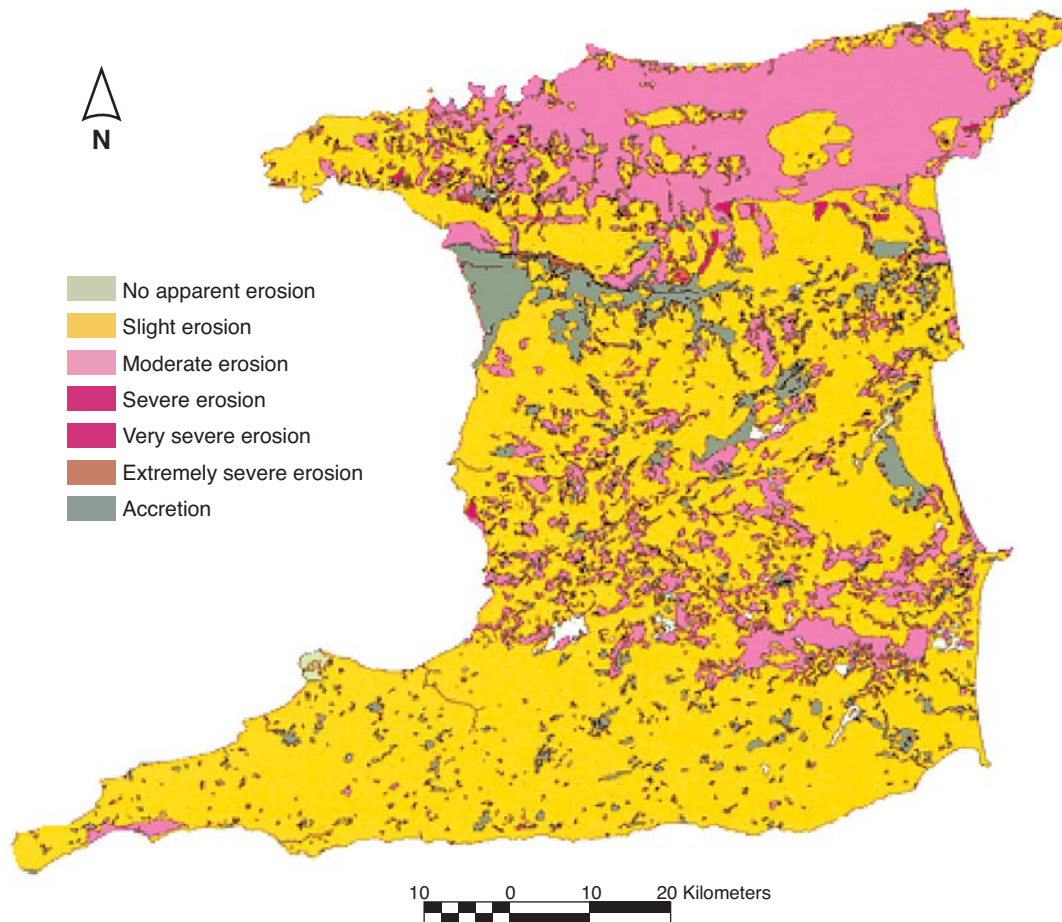 N
No apparent erosion
Slight erosion
Moderate erosion
Severe erosion
Very severe erosion
Extremely severe erosion
Accretion
10 0 10 20 Kilometers